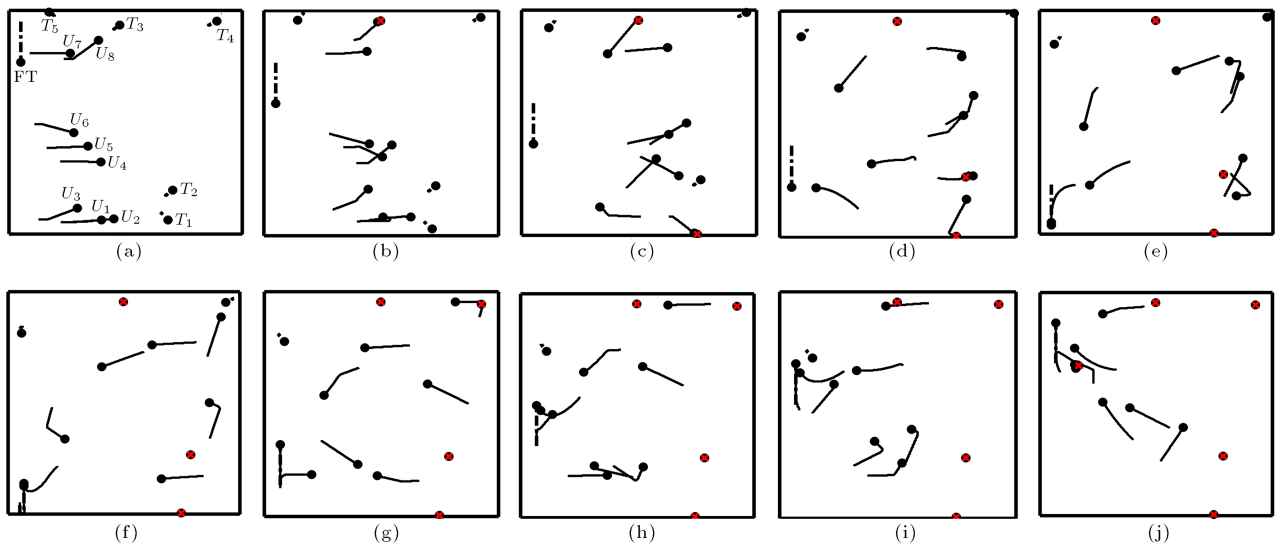 T₅ T₃ T₄
U₇ U₈
FT
U₆
U₅
U₄
U₃ T₂
U₁ U₂ T₁
(a) (b) (c) (d) (e)
(f) (g) (h) (i) (j)